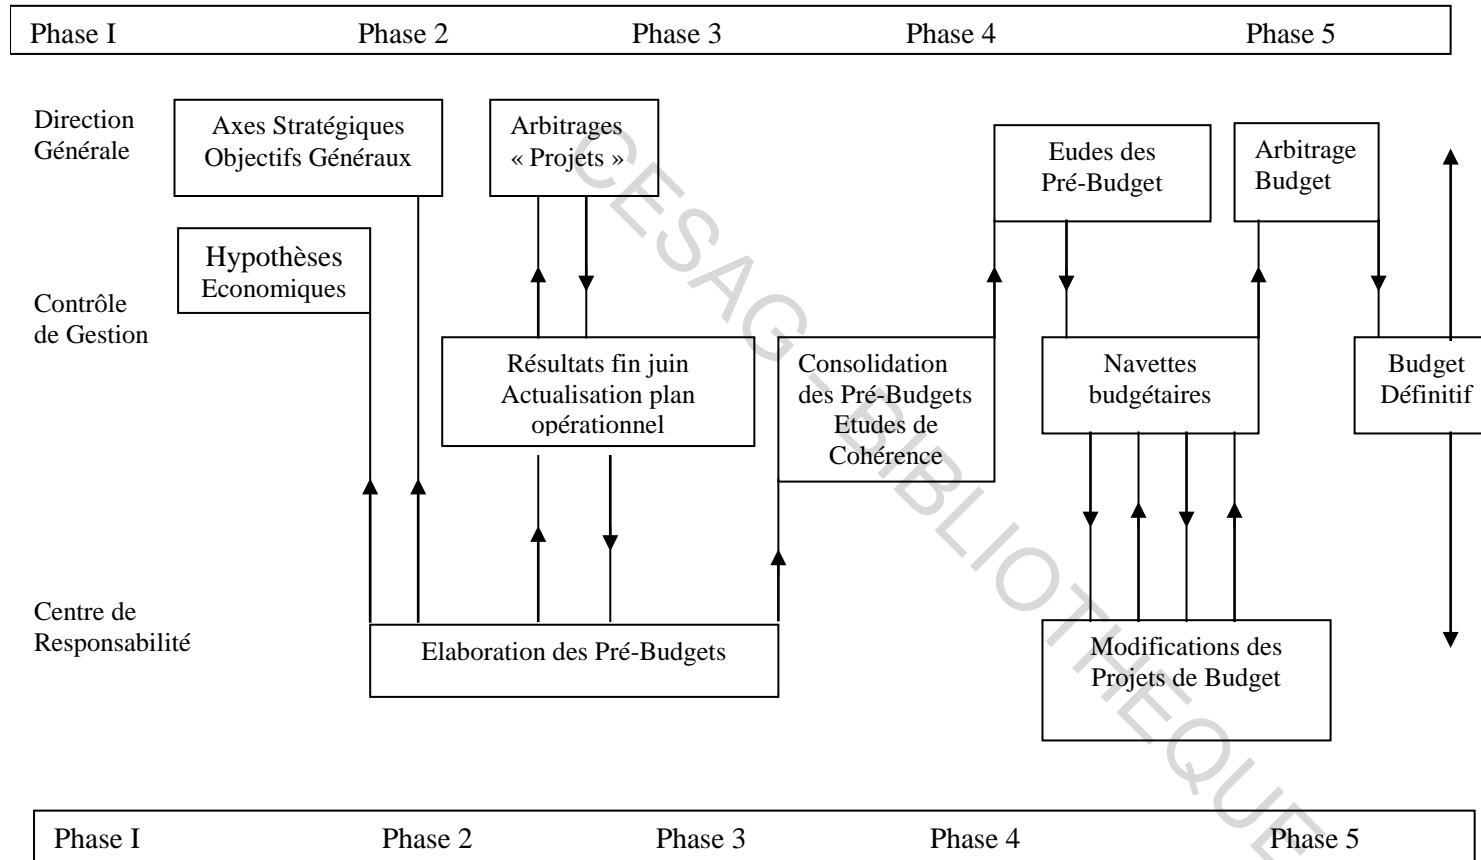 Phase I Phase 2 Phase 3 Phase 4 Phase 5
Direction
Générale
Axes Stratégiques
Objectifs Généraux
Arbitrages
« Projets »
Eudes des
Pré-Budget
Arbitrage
Budget
Hypothèses
Economiques
Contrôle
de Gestion
Résultats fin juin
Actualisation plan
opérationnel
Consolidation
des Pré-Budgets
Etudes de
Cohérence
Navettes
budgétaires
Budget
Définitif
Centre de
Responsabilité
Elaboration des Pré-Budgets
Modifications des
Projets de Budget
Phase I Phase 2 Phase 3 Phase 4 Phase 5
CESAG - BIBLIOTHEQUE